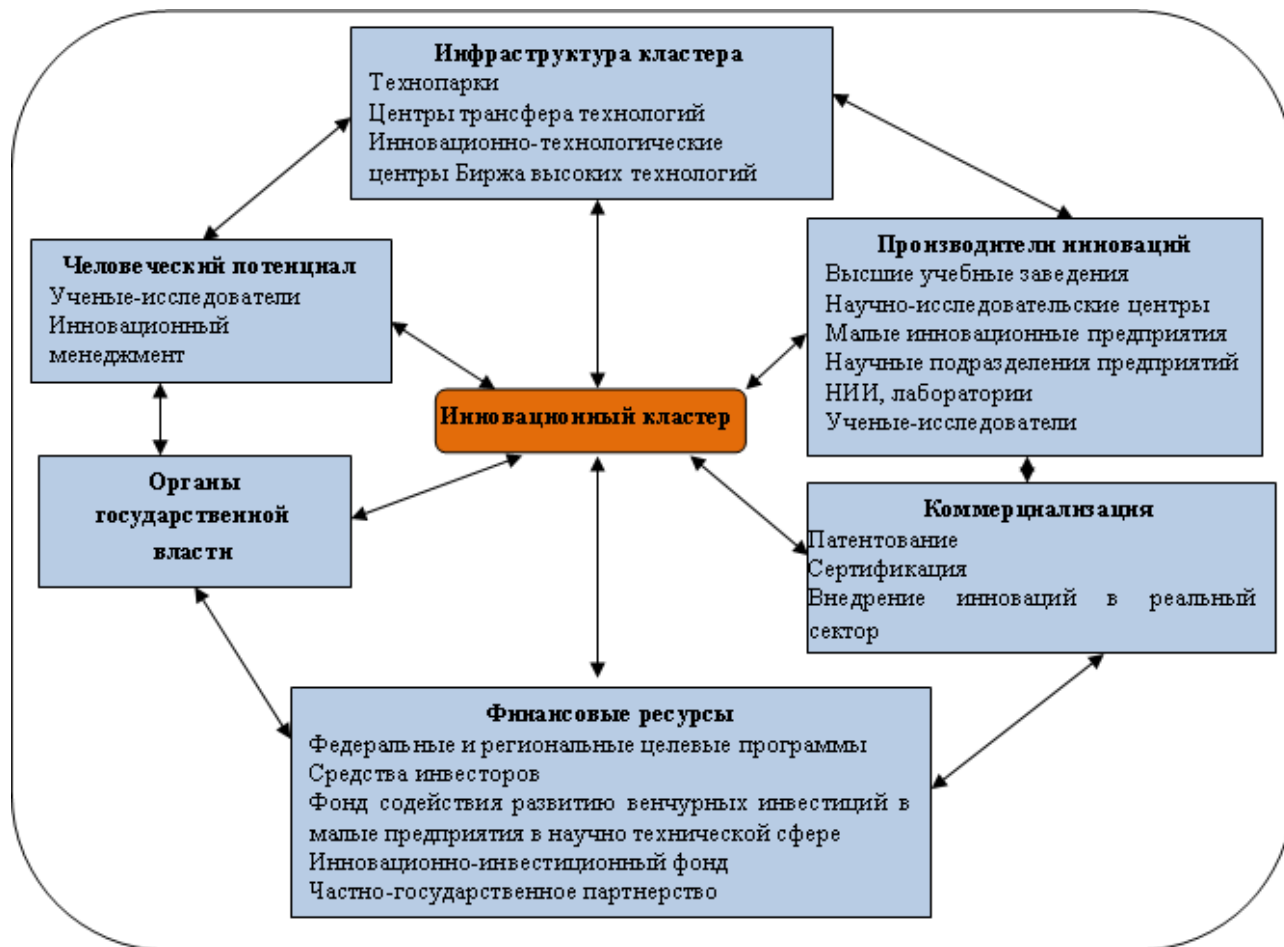 Инфраструктура кластера
Технопарки
Центры трансфера технологий
Инновационно-технологические
центры Биржа высоких технологий
Человеческий потенциал
Ученые-исследователи
Инновационный
менеджмент
Производители инноваций
Высшие учебные заведения
Научно-исследовательские центры
Малые инновационные предприятия
Научные подразделения предприятий
НИИ, лаборатории
Ученые-исследователи
Инновационный кластер
Органы
государственной
власти
Коммерциализация
Патентование
Сертификация
Внедрение инноваций в реальный
сектор
Финансовые ресурсы
Федеральные и региональные целевые программы
Средства инвесторов
Фонд содействия развитию венчурных инвестиций в
малые предприятия в научно технической сфере
Инновационно-инвестиционный фонд
Частно-государственное партнерство